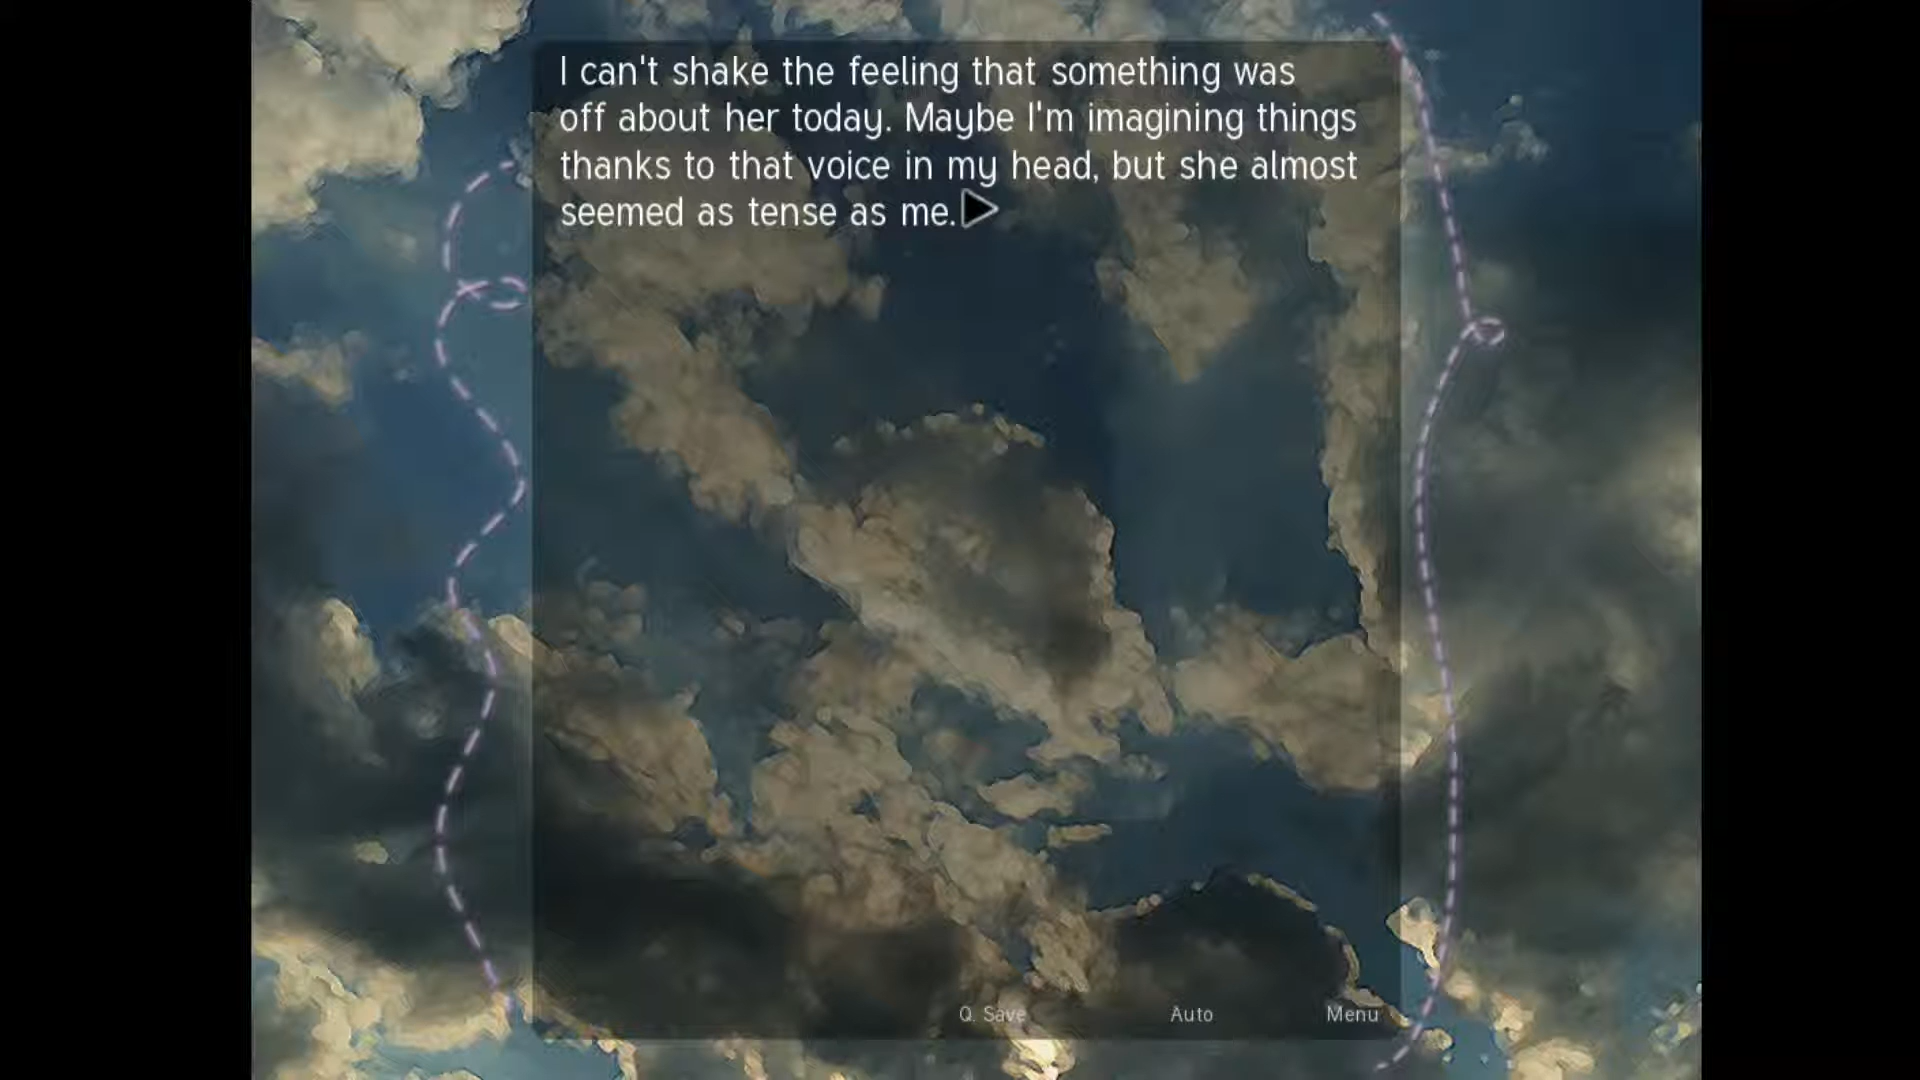 I can't shake the feeling that something was
off about her today. Maybe I'm imagining things
thanks to that voice in my head, but she almost
seemed as tense as me.
Q. Save Auto Menu